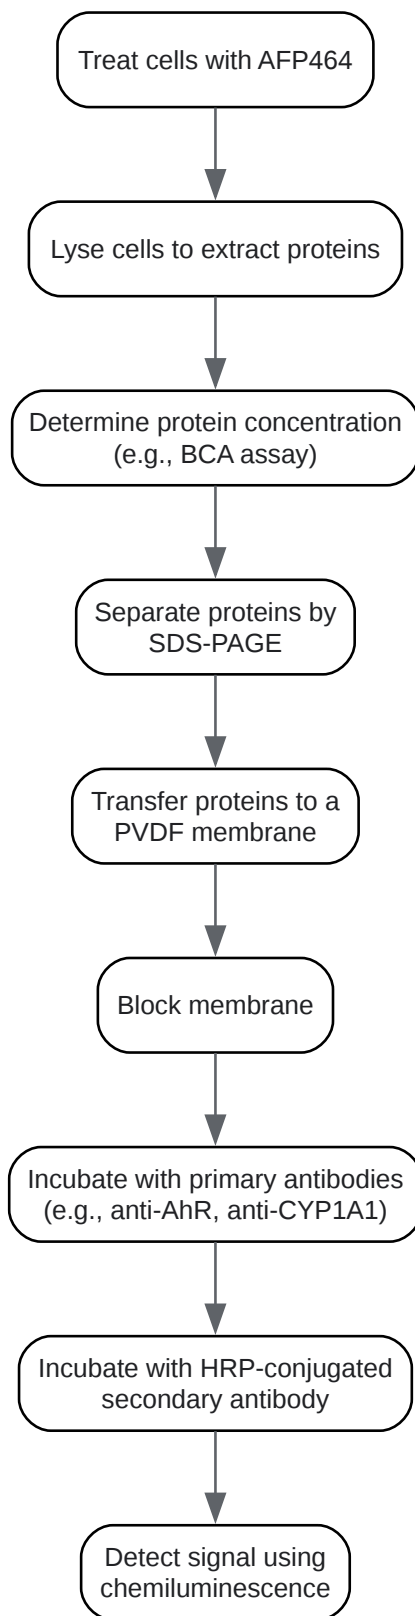 Treat cells with AFP464
Lyse cells to extract proteins
Determine protein concentration
(e.g., BCA assay)
Separate proteins by
SDS-PAGE
Transfer proteins to a
PVDF membrane
Block membrane
Incubate with primary antibodies
(e.g., anti-AhR, anti-CYP1A1)
Incubate with HRP-conjugated
secondary antibody
Detect signal using
chemiluminescence